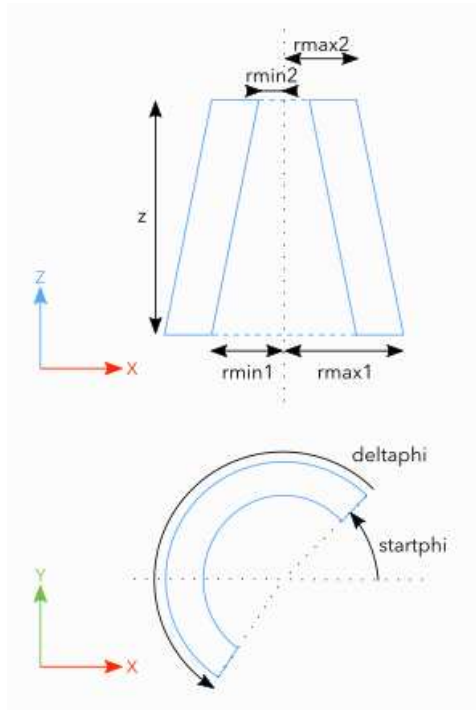 rmax2
rmin2
z
Z
X
rmin1
rmax1
deltaphi
startphi
Y
X